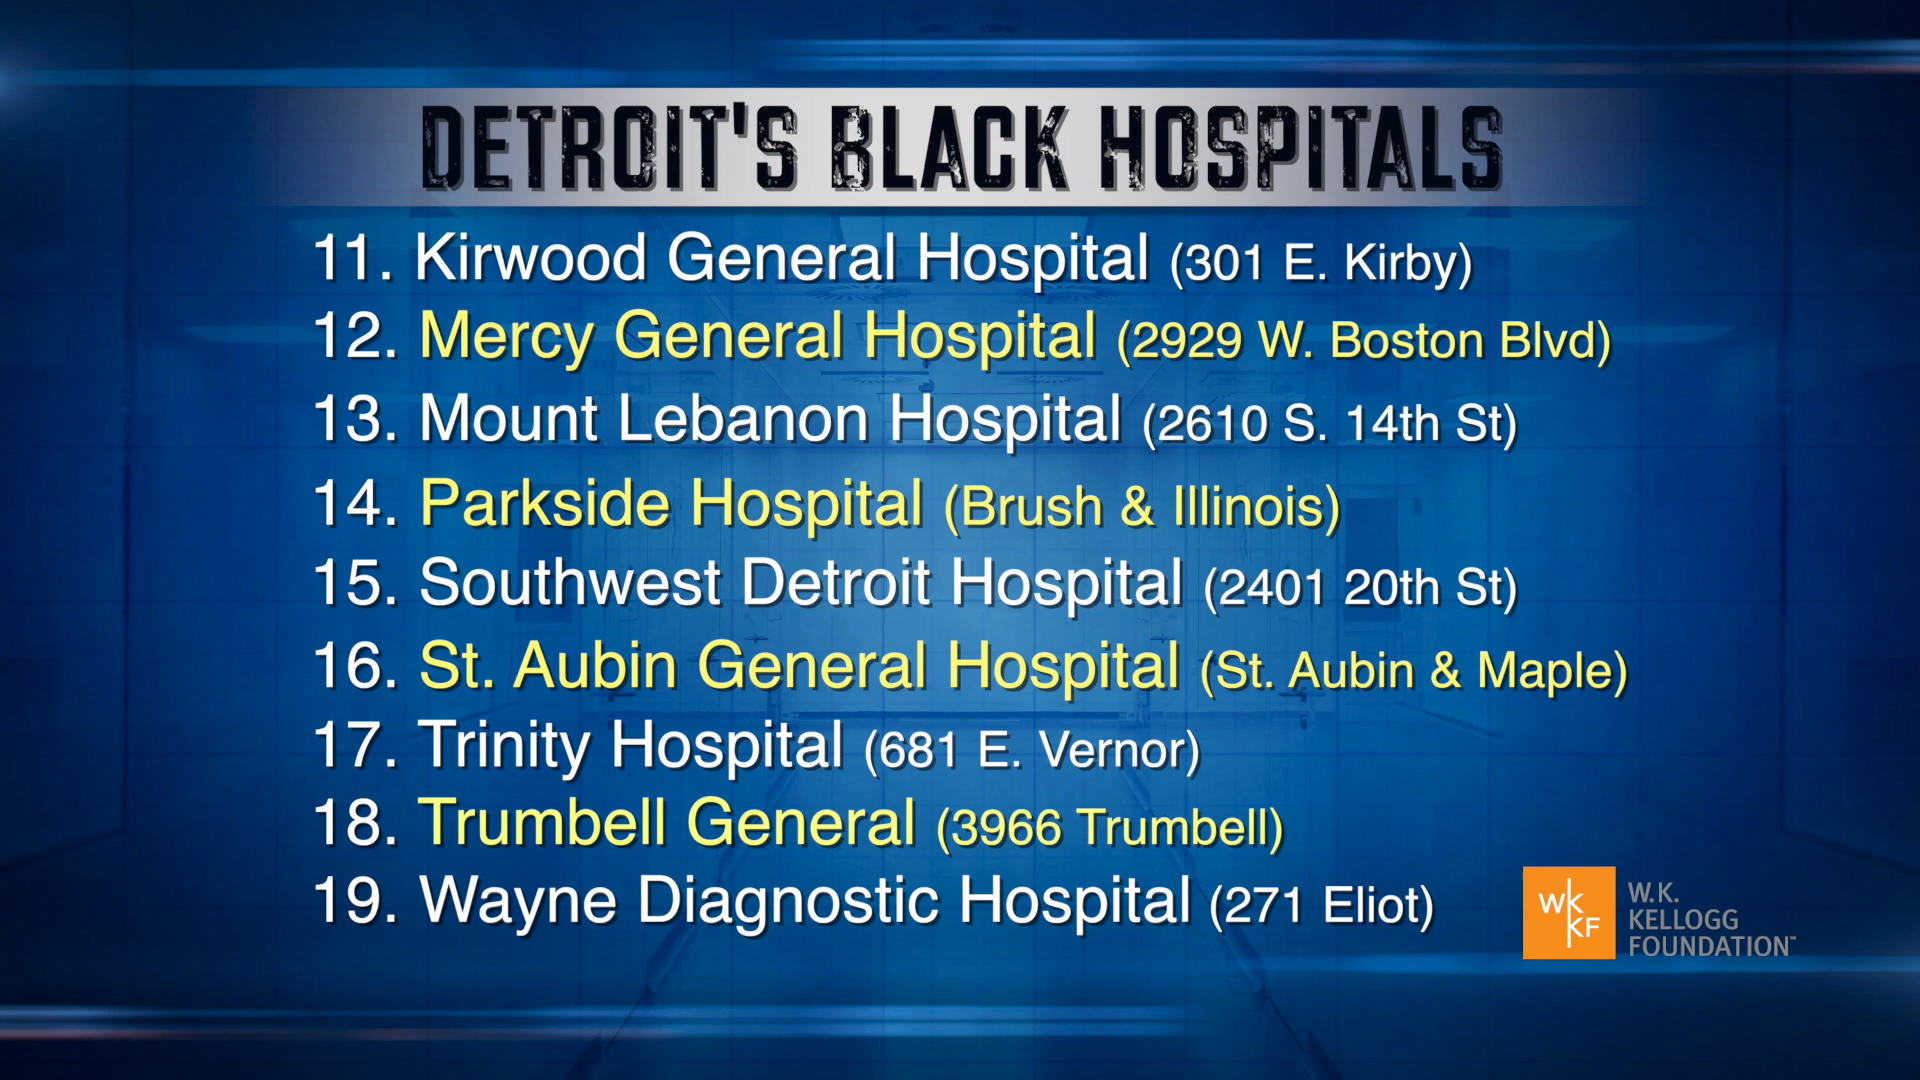 DETROIT'S BLACK HOSPITALS
11. Kirwood General Hospital (301 E. Kirby)
12. Mercy General Hospital (2929 W. Boston Blvd)
13. Mount Lebanon Hospital (2610 S. 14th St)
14. Parkside Hospital (Brush & Illinois)
15. Southwest Detroit Hospital (2401 20th St)
16. St. Aubin General Hospital (St. Aubin & Maple)
17. Trinity Hospital (681 E. Vernor)
18. Trumbell General (3966 Trumbell)
19. Wayne Diagnostic Hospital (271 Eliot)
WK
KF
W.K.
KELLOGG
FOUNDATION™